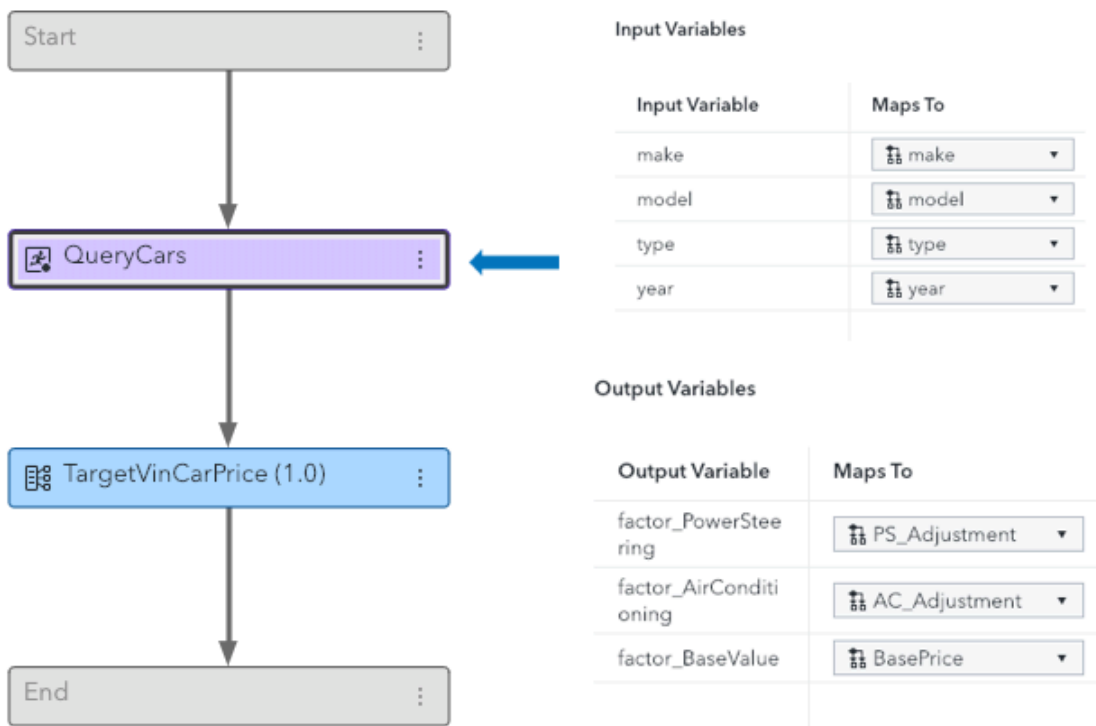 Start
QueryCars
TargetVinCarPrice (1.0)
End
Input Variables
Input Variable Maps To
make make
model model
type type
year year
Output Variables
Output Variable Maps To
factor_PowerStee
ring PS_Adjustment
factor_AirConditi
oning AC_Adjustment
factor_BaseValue BasePrice